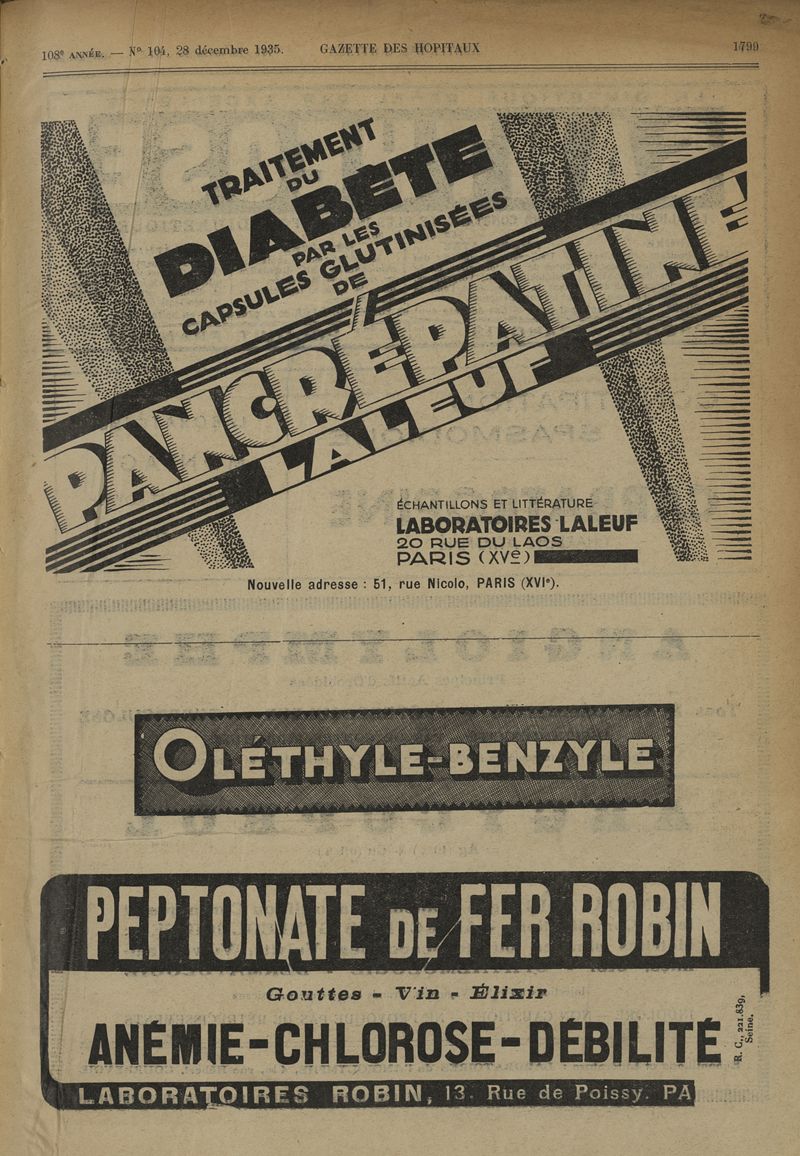 108e ANNÉE. — No 104, 28 décembre 1935. GAZETTE DES HOPITAUX 1799
TRAITEMENT
DU
DIABÈTE
PAR LES
CAPSULES GLUTINISÉES
DE
PANCRÉPATINE
LALEUF
ÉCHANTILLONS ET LITTÉRATURE
LABORATOIRES LALEUF
20 RUE DU LAOS
PARIS (XVe)
Nouvelle adresse : 51, rue Nicolo, PARIS (XVIe).
OLÉTHYLE-BENZYLE
PEPTONATE DE FER ROBIN
Gouttes - Vin - Élixir
ANÉMIE-CHLOROSE-DÉBILITÉ
R. C., 221.839,
Seine.
LABORATOIRES ROBIN, 13. Rue de Poissy. PA